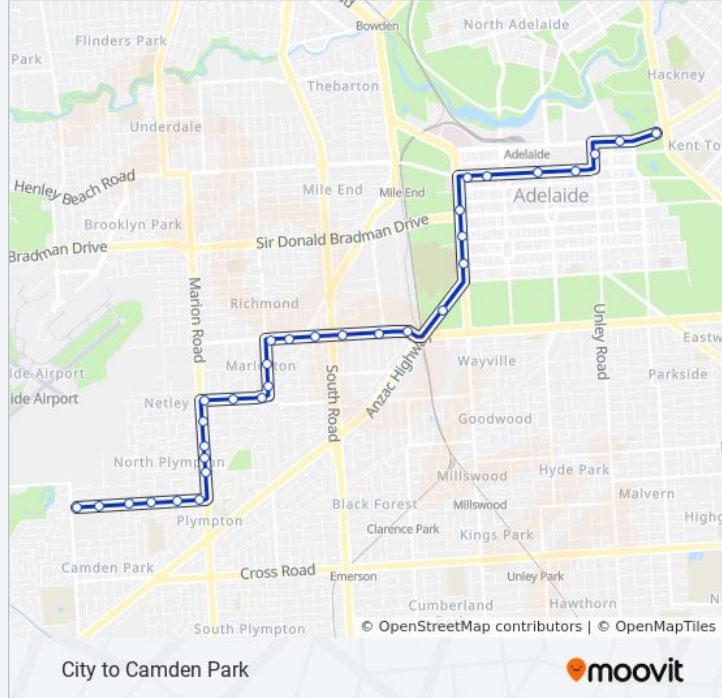 Bowden
North Adelaide
Flinders Park
Park
Hackney
Thebarton
Underdale
Kent To
Adelaide
Henley Beach Road
Mile End
Mile End
Adelaide
Brooklyn Park
Bradman Drive
Sir Donald Bradman Drive
Marion Road
Richmond
Unley Road
Eastw
Wayville
ide Airport
ide Airport
South Road
Anzac Highway
Parkside
Netley
Goodwood
North Plympton
Hyde Park
Millswood
Malvern
Black Forest
Millswood
Plympton
Clarence Park
Kings Park
Highg
Camden Park
Cross Road
Emerson
Unley Park
Cumberland
Hawthorn
South Plympton
© OpenStreetMap contributors | © OpenMapTiles
City to Camden Park
moovit